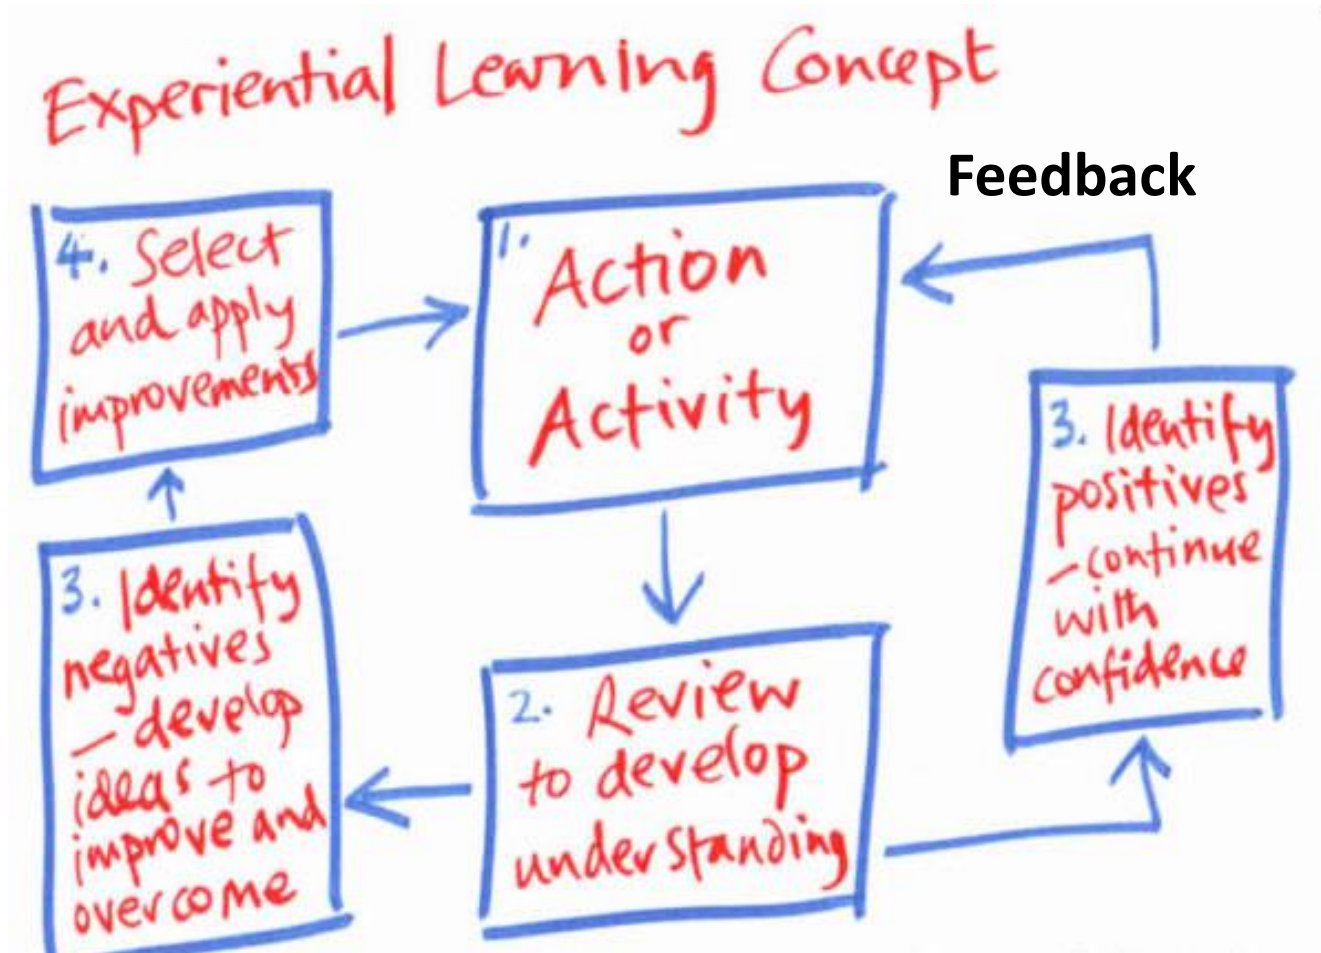 Experiential Learning Concept
Feedback
4. Select
and apply
improvements
1.
Action
or
Activity
3. Identify
positives
– continue
with
confidence
3. Identify
negatives
– develop
ideas to
improve and
overcome
2. Review
to develop
understanding